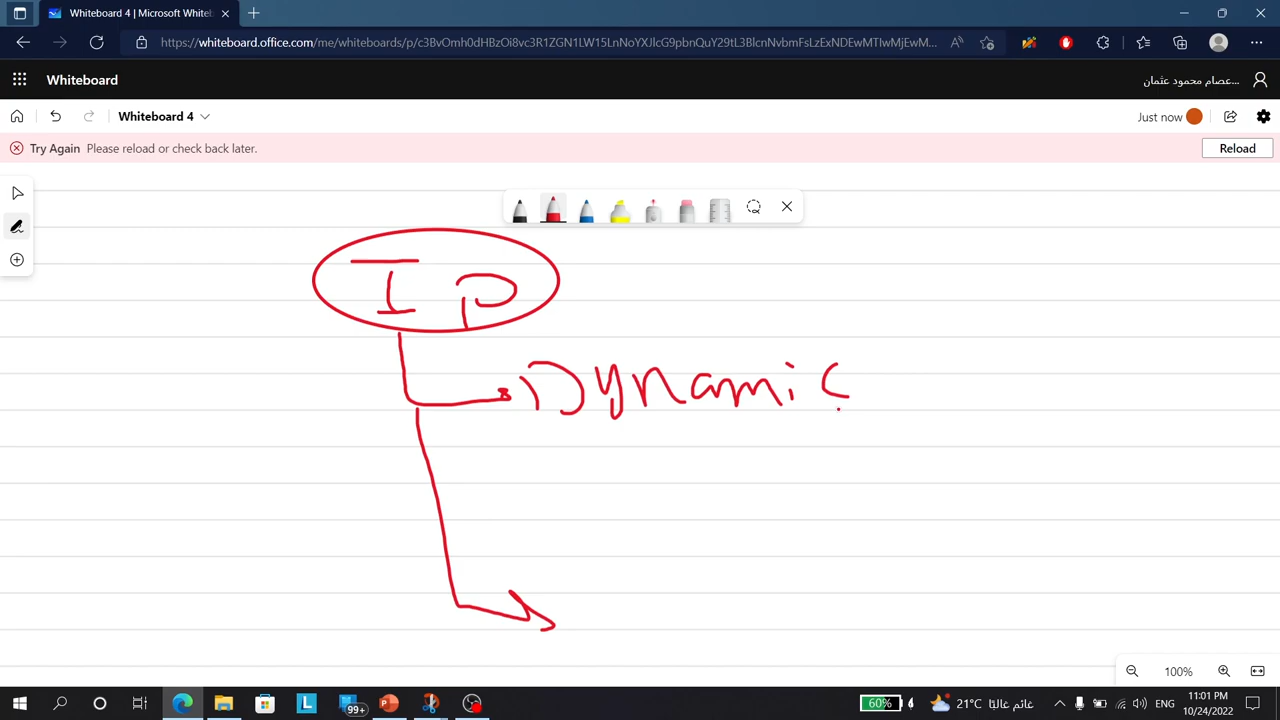 Whiteboard 4 | Microsoft White
https://whiteboard.office.com/me/whiteboards/p/c3BvOmh0dHBzOi8vc3R1ZGN1LW15LnNoYXJlcG9pbnQuY29tL3BlcnNvbmFsLzExNDEwMTIwMjEwM...
Whiteboard
عصام محمود عثمان...
Whiteboard 4
Just now
Try Again Please reload or check back later.
Reload
IP
Dynamic
100%
L
99+
60%
21°C غائم غالبًا
ENG
11:01 PM
10/24/2022